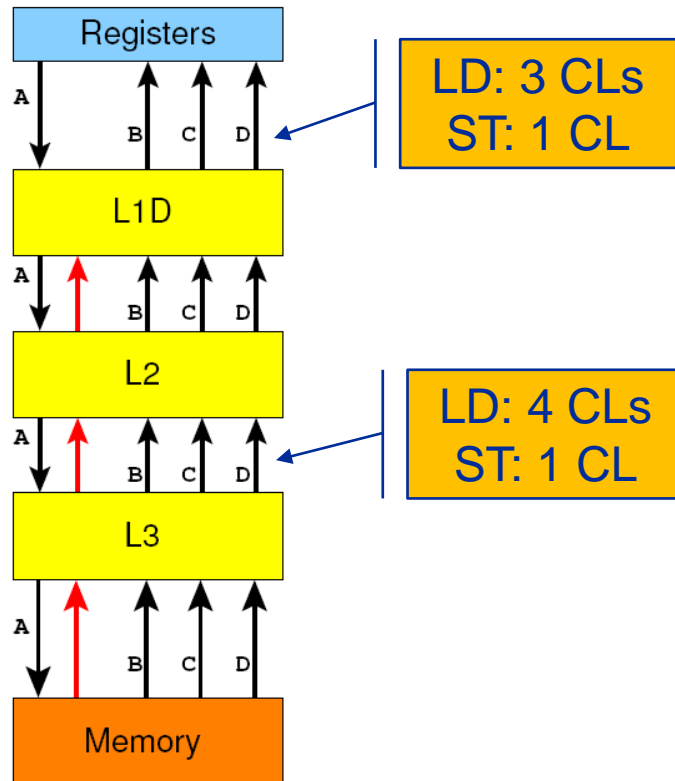 Registers
LD: 3 CLs
ST: 1 CL
A
B C D
L1D
A
B C D
L2
LD: 4 CLs
ST: 1 CL
A
B C D
L3
A
B C D
Memory